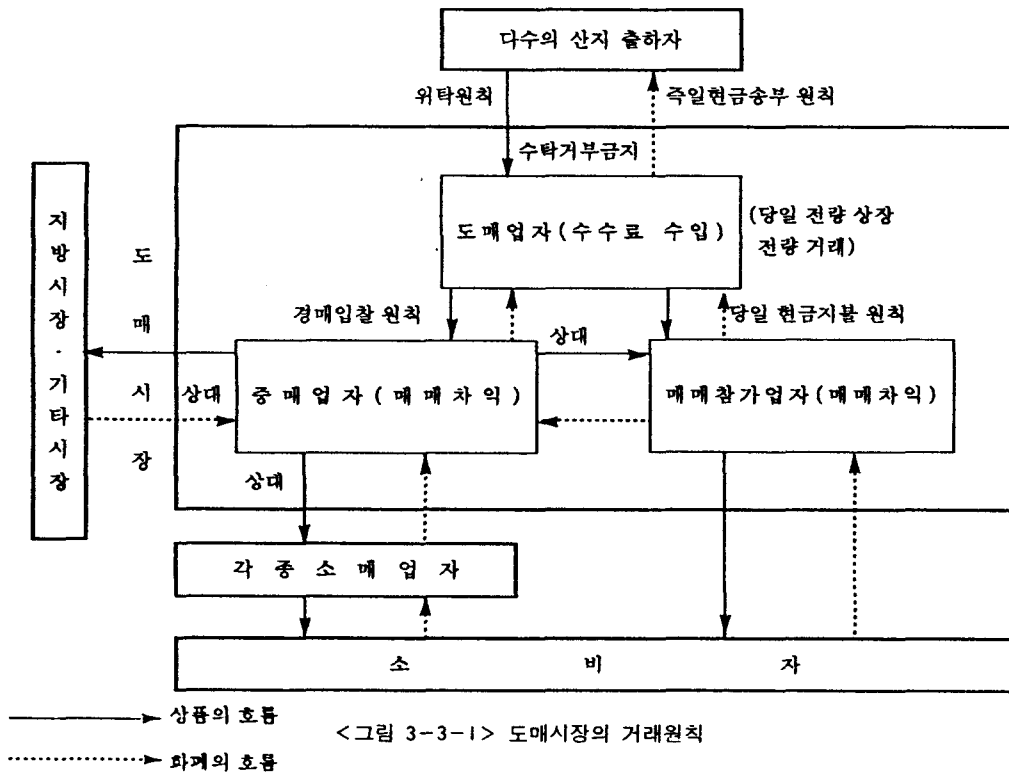 다수의 산지 출하자
위탁원칙
즉일현금송부 원칙
수탁거부금지
도매업자(수수료 수입)
(당일 전량 상장
전량 거래)
지방시장·기타시장
도매시장
경매입찰 원칙
당일 현금지불 원칙
상대
상대
중매업자(매매차익)
매매참가업자(매매차익)
상대
각종소매업자
소비자
상품의 흐름
<그림 3-3-1> 도매시장의 거래원칙
화폐의 흐름